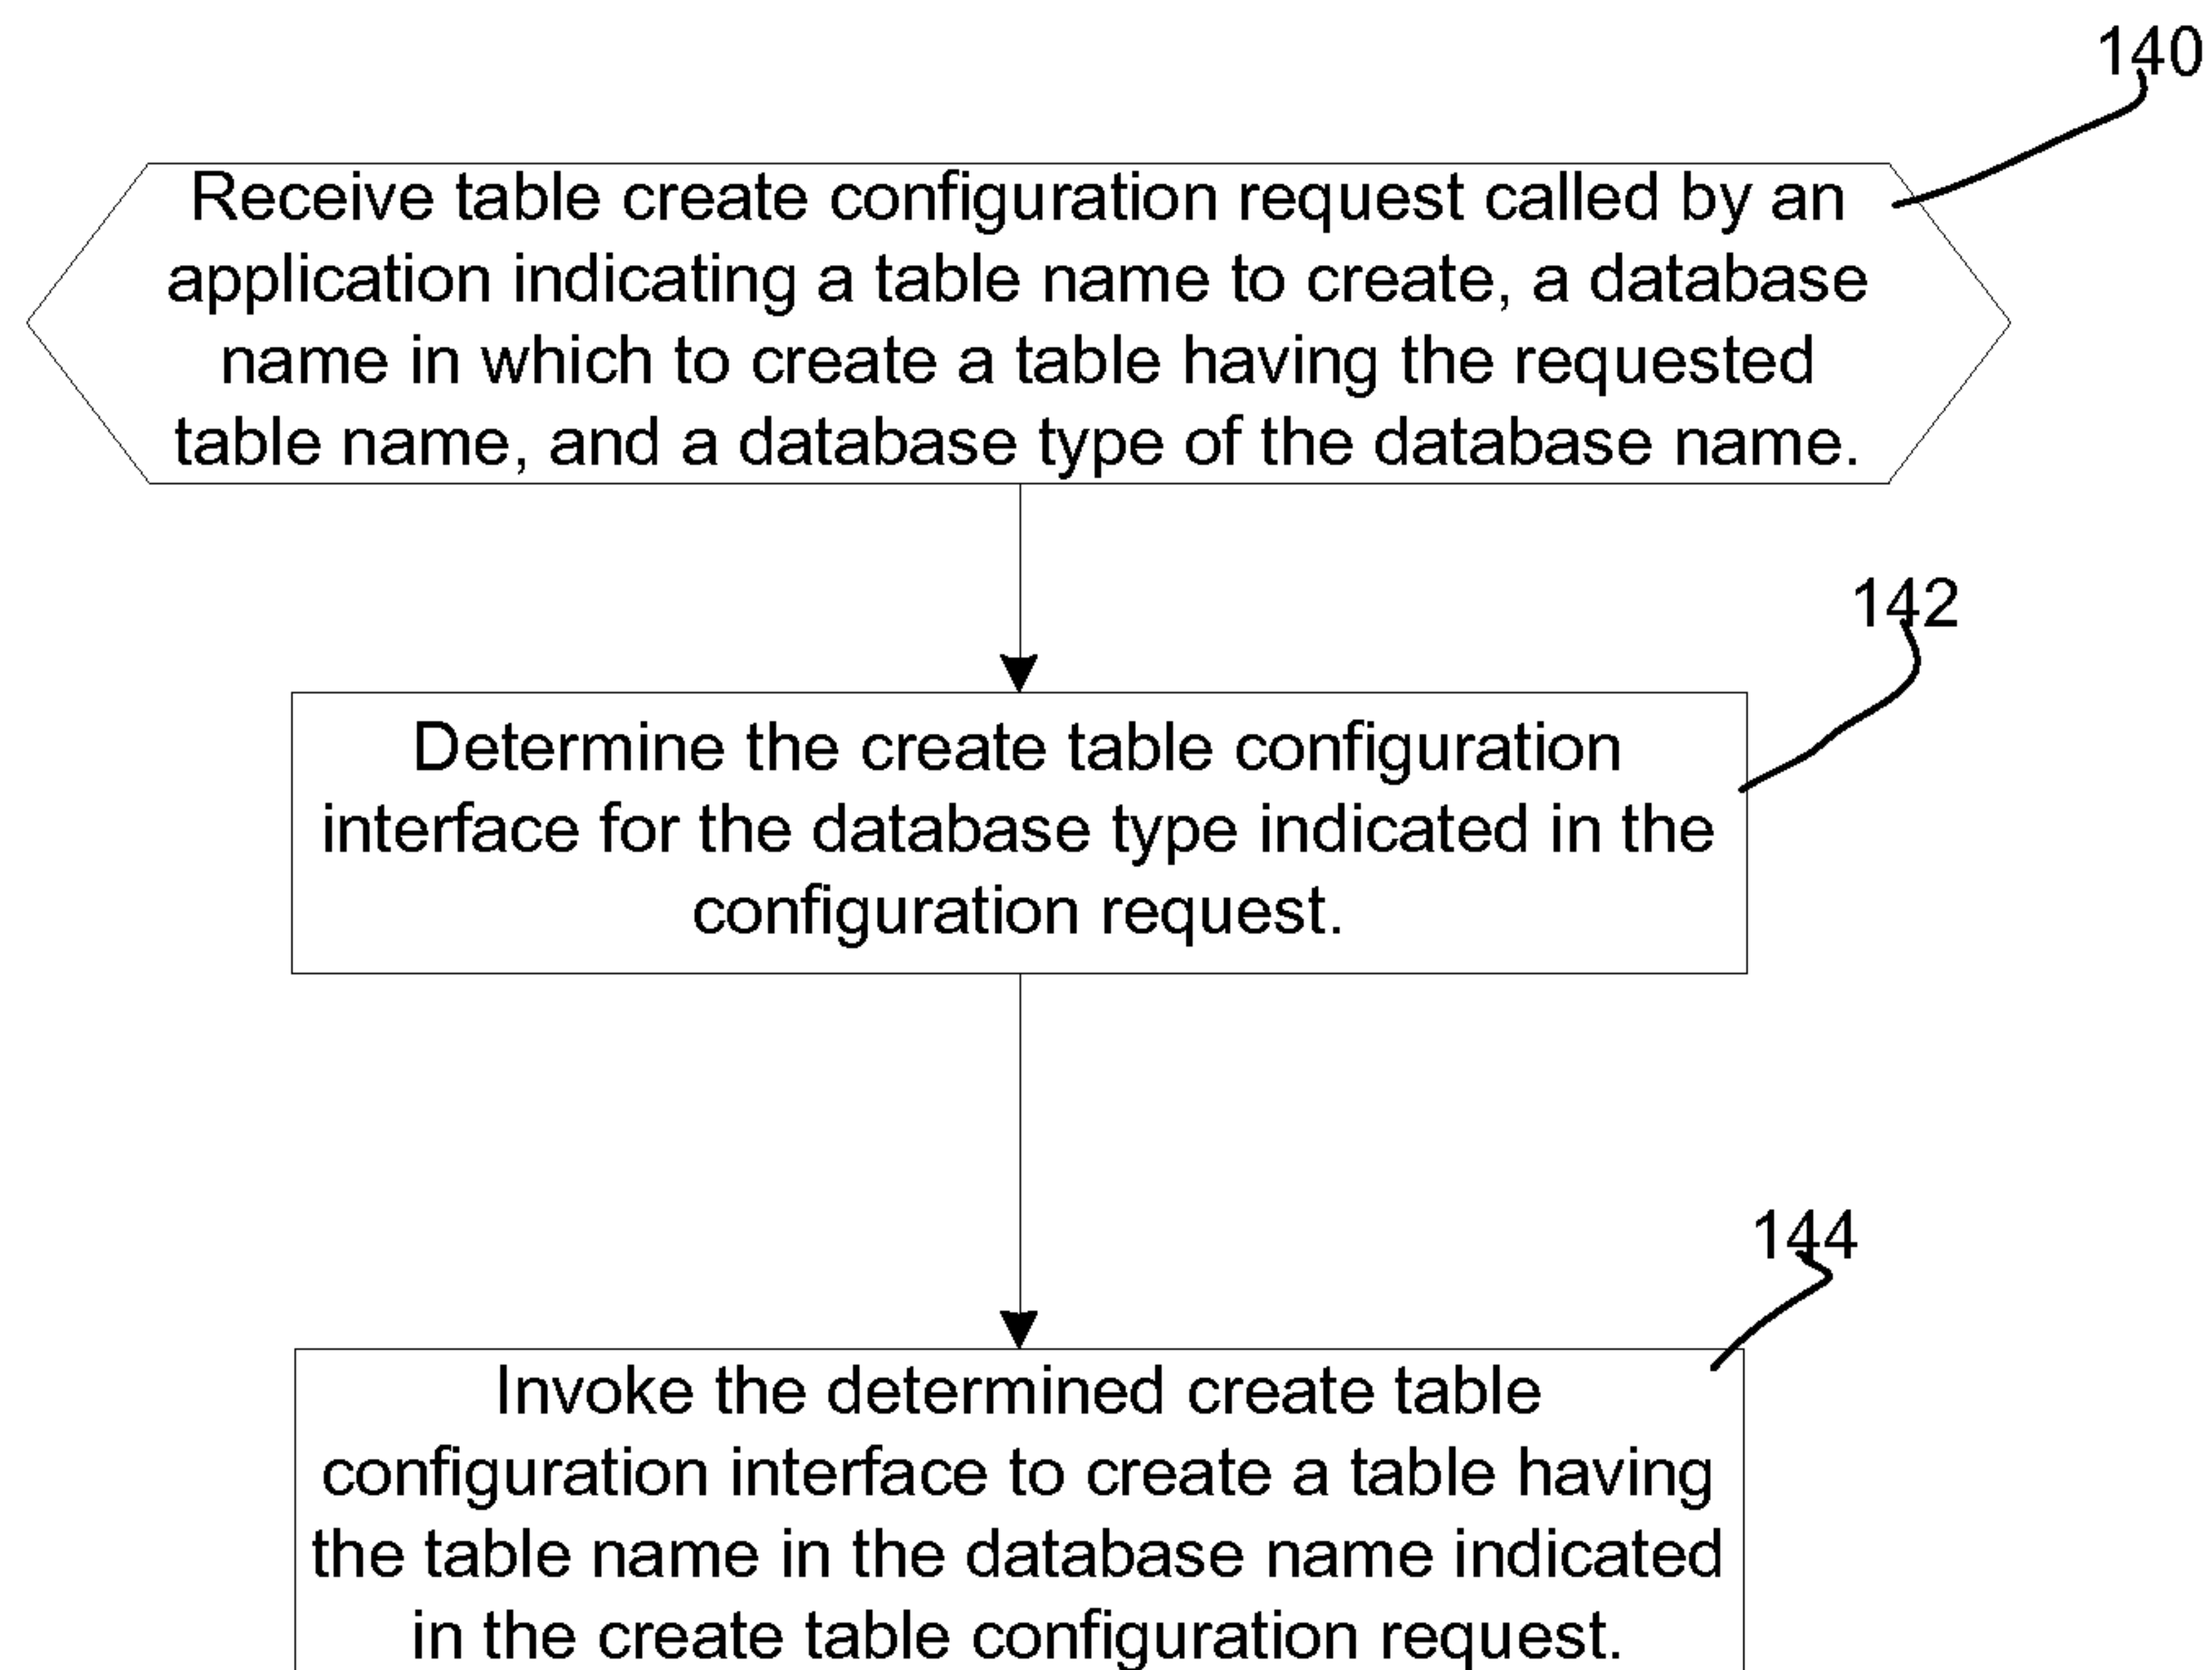 140
Receive table create configuration request called by an
application indicating a table name to create, a database
name in which to create a table having the requested
table name, and a database type of the database name.
142
Determine the create table configuration
interface for the database type indicated in the
configuration request.
144
Invoke the determined create table
configuration interface to create a table having
the table name in the database name indicated
in the create table configuration request.